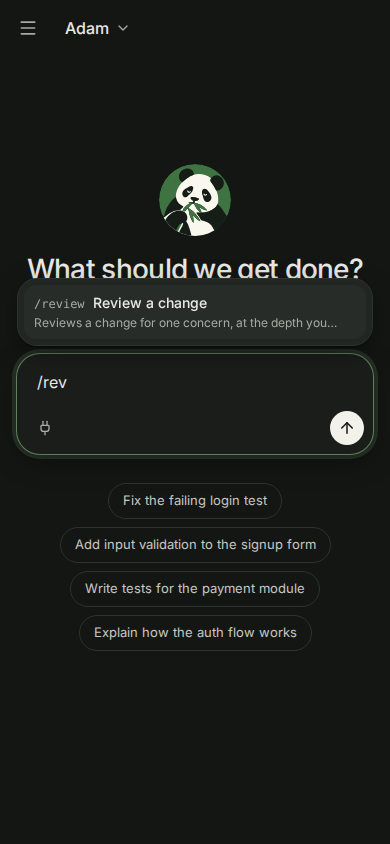 Adam
What should we get done?
/review Review a change
Reviews a change for one concern, at the depth you...
/rev
Fix the failing login test
Add input validation to the signup form
Write tests for the payment module
Explain how the auth flow works